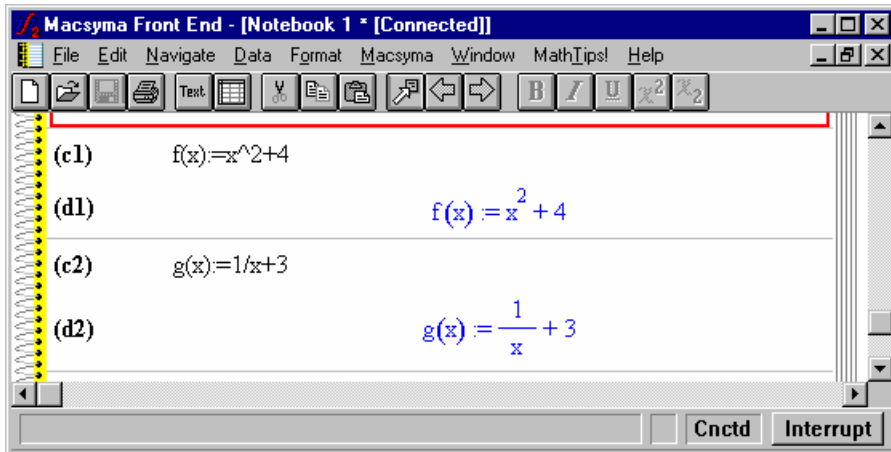 Macsyma Front End - [Notebook 1 * [Connected]]
File Edit Navigate Data Format Macsyma Window MathTips! Help
Text B I U x² x₂
(c1) f(x):=x^2+4
(d1) f(x) := x² + 4
(c2) g(x):=1/x+3
(d2) g(x) := 1/x + 3
Cnctd Interrupt